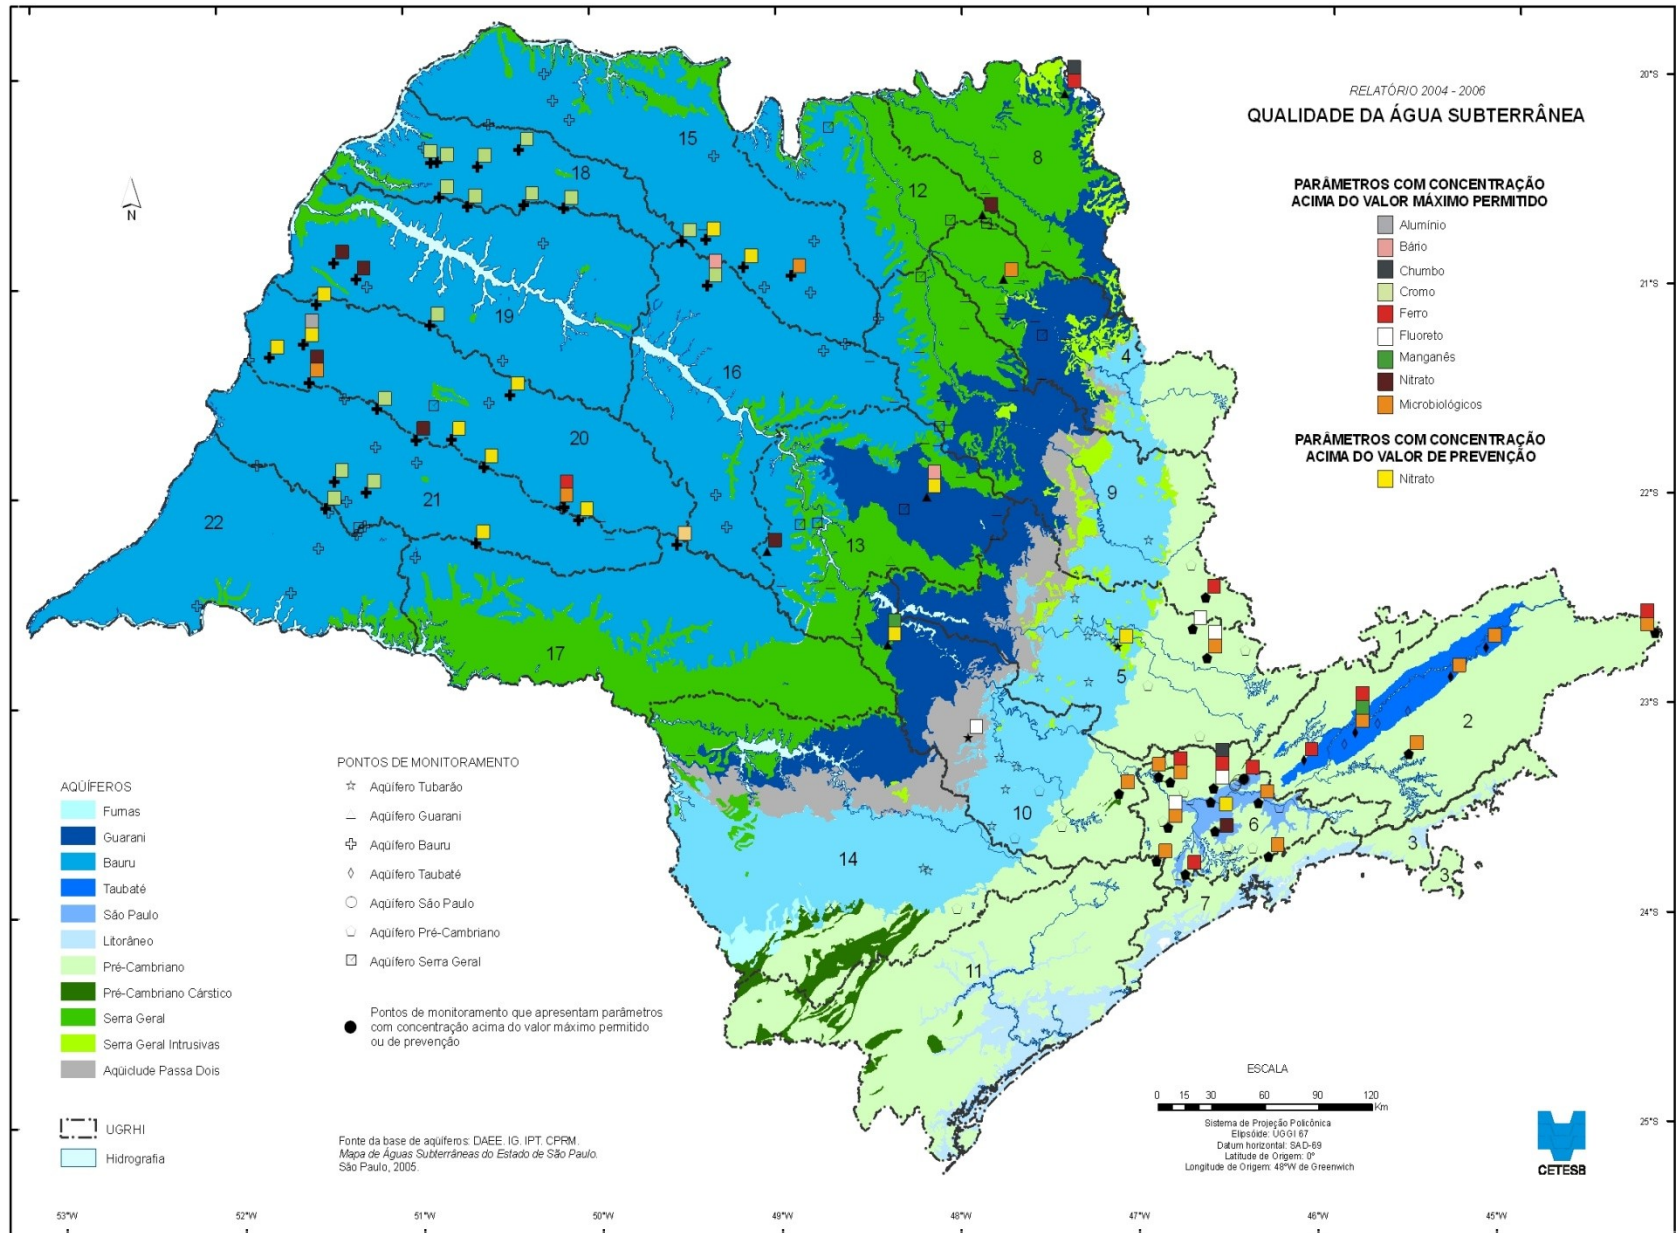 RELATÓRIO 2004 - 2006
QUALIDADE DA ÁGUA SUBTERRÂNEA
PARÂMETROS COM CONCENTRAÇÃO
ACIMA DO VALOR MÁXIMO PERMITIDO
Alumínio
Bário
Chumbo
Cromo
Ferro
Fluoreto
Manganês
Nitrato
Microbiológicos
PARÂMETROS COM CONCENTRAÇÃO
ACIMA DO VALOR DE PREVENÇÃO
Nitrato
N
15
18
8
12
19
16
4
20
9
21
22
13
17
5
1
2
10
6
3
3
14
7
11
20°S
21°S
22°S
23°S
24°S
25°S
AQÜÍFEROS
Furnas
Guarani
Bauru
Taubaté
São Paulo
Litorâneo
Pré-Cambriano
Pré-Cambriano Cárstico
Serra Geral
Serra Geral Intrusivas
Aqüiclude Passa Dois
UGRHI
Hidrografia
PONTOS DE MONITORAMENTO
Aqüífero Tubarão
Aqüífero Guarani
Aqüífero Bauru
Aqüífero Taubaté
Aqüífero São Paulo
Aqüífero Pré-Cambriano
Aqüífero Serra Geral
Pontos de monitoramento que apresentam parâmetros
com concentração acima do valor máximo permitido
ou de prevenção
Fonte da base de aqüíferos: DAEE. IG. IPT. CPRM.
Mapa de Águas Subterrâneas do Estado de São Paulo.
São Paulo, 2005.
ESCALA
0 15 30 60 90 120
Km
Sistema de Projeção Policônica
Elipsóide: UGGI 67
Datum horizontal: SAD-69
Latitude de Origem: 0°
Longitude de Origem: 48°W de Greenwich
CETESB
53°W 52°W 51°W 50°W 49°W 48°W 47°W 46°W 45°W